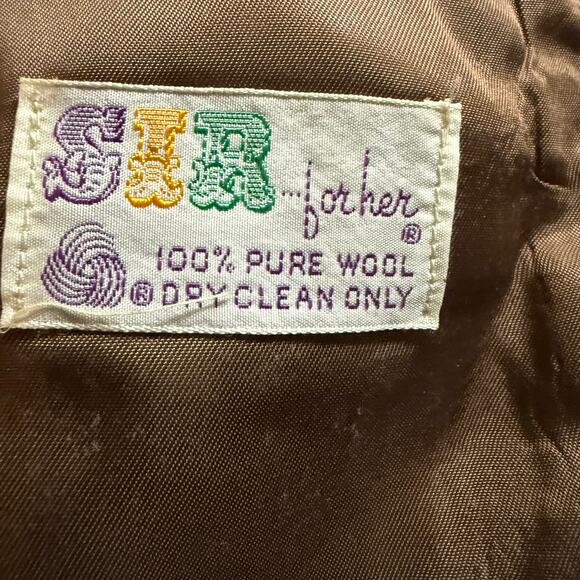 SIR ...for her ®
100% PURE WOOL
® DRY CLEAN ONLY